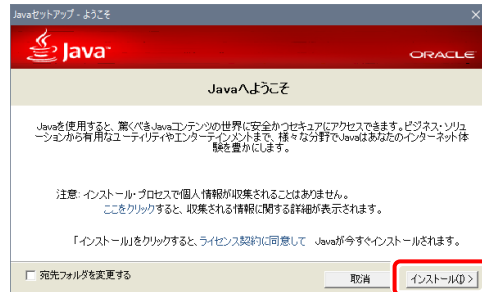 Javaセットアップ - ようこそ
Java
ORACLE
Javaへようこそ
Javaを使用すると、驚くべきJavaコンテンツの世界に安全かつセキュアにアクセスできます。ビジネス・ソリュ
ーションから有用なユーティリティやエンターテインメントまで、様々な分野でJavaはあなたのインターネット体
験を豊かにします。
注意: インストール・プロセスで個人情報が収集されることはありません。
ここをクリックすると、収集される情報に関する詳細が表示されます。
「インストール」をクリックすると、ライセンス契約に同意して Javaが今すぐインストールされます。
宛先フォルダを変更する
取消
インストール(I) >